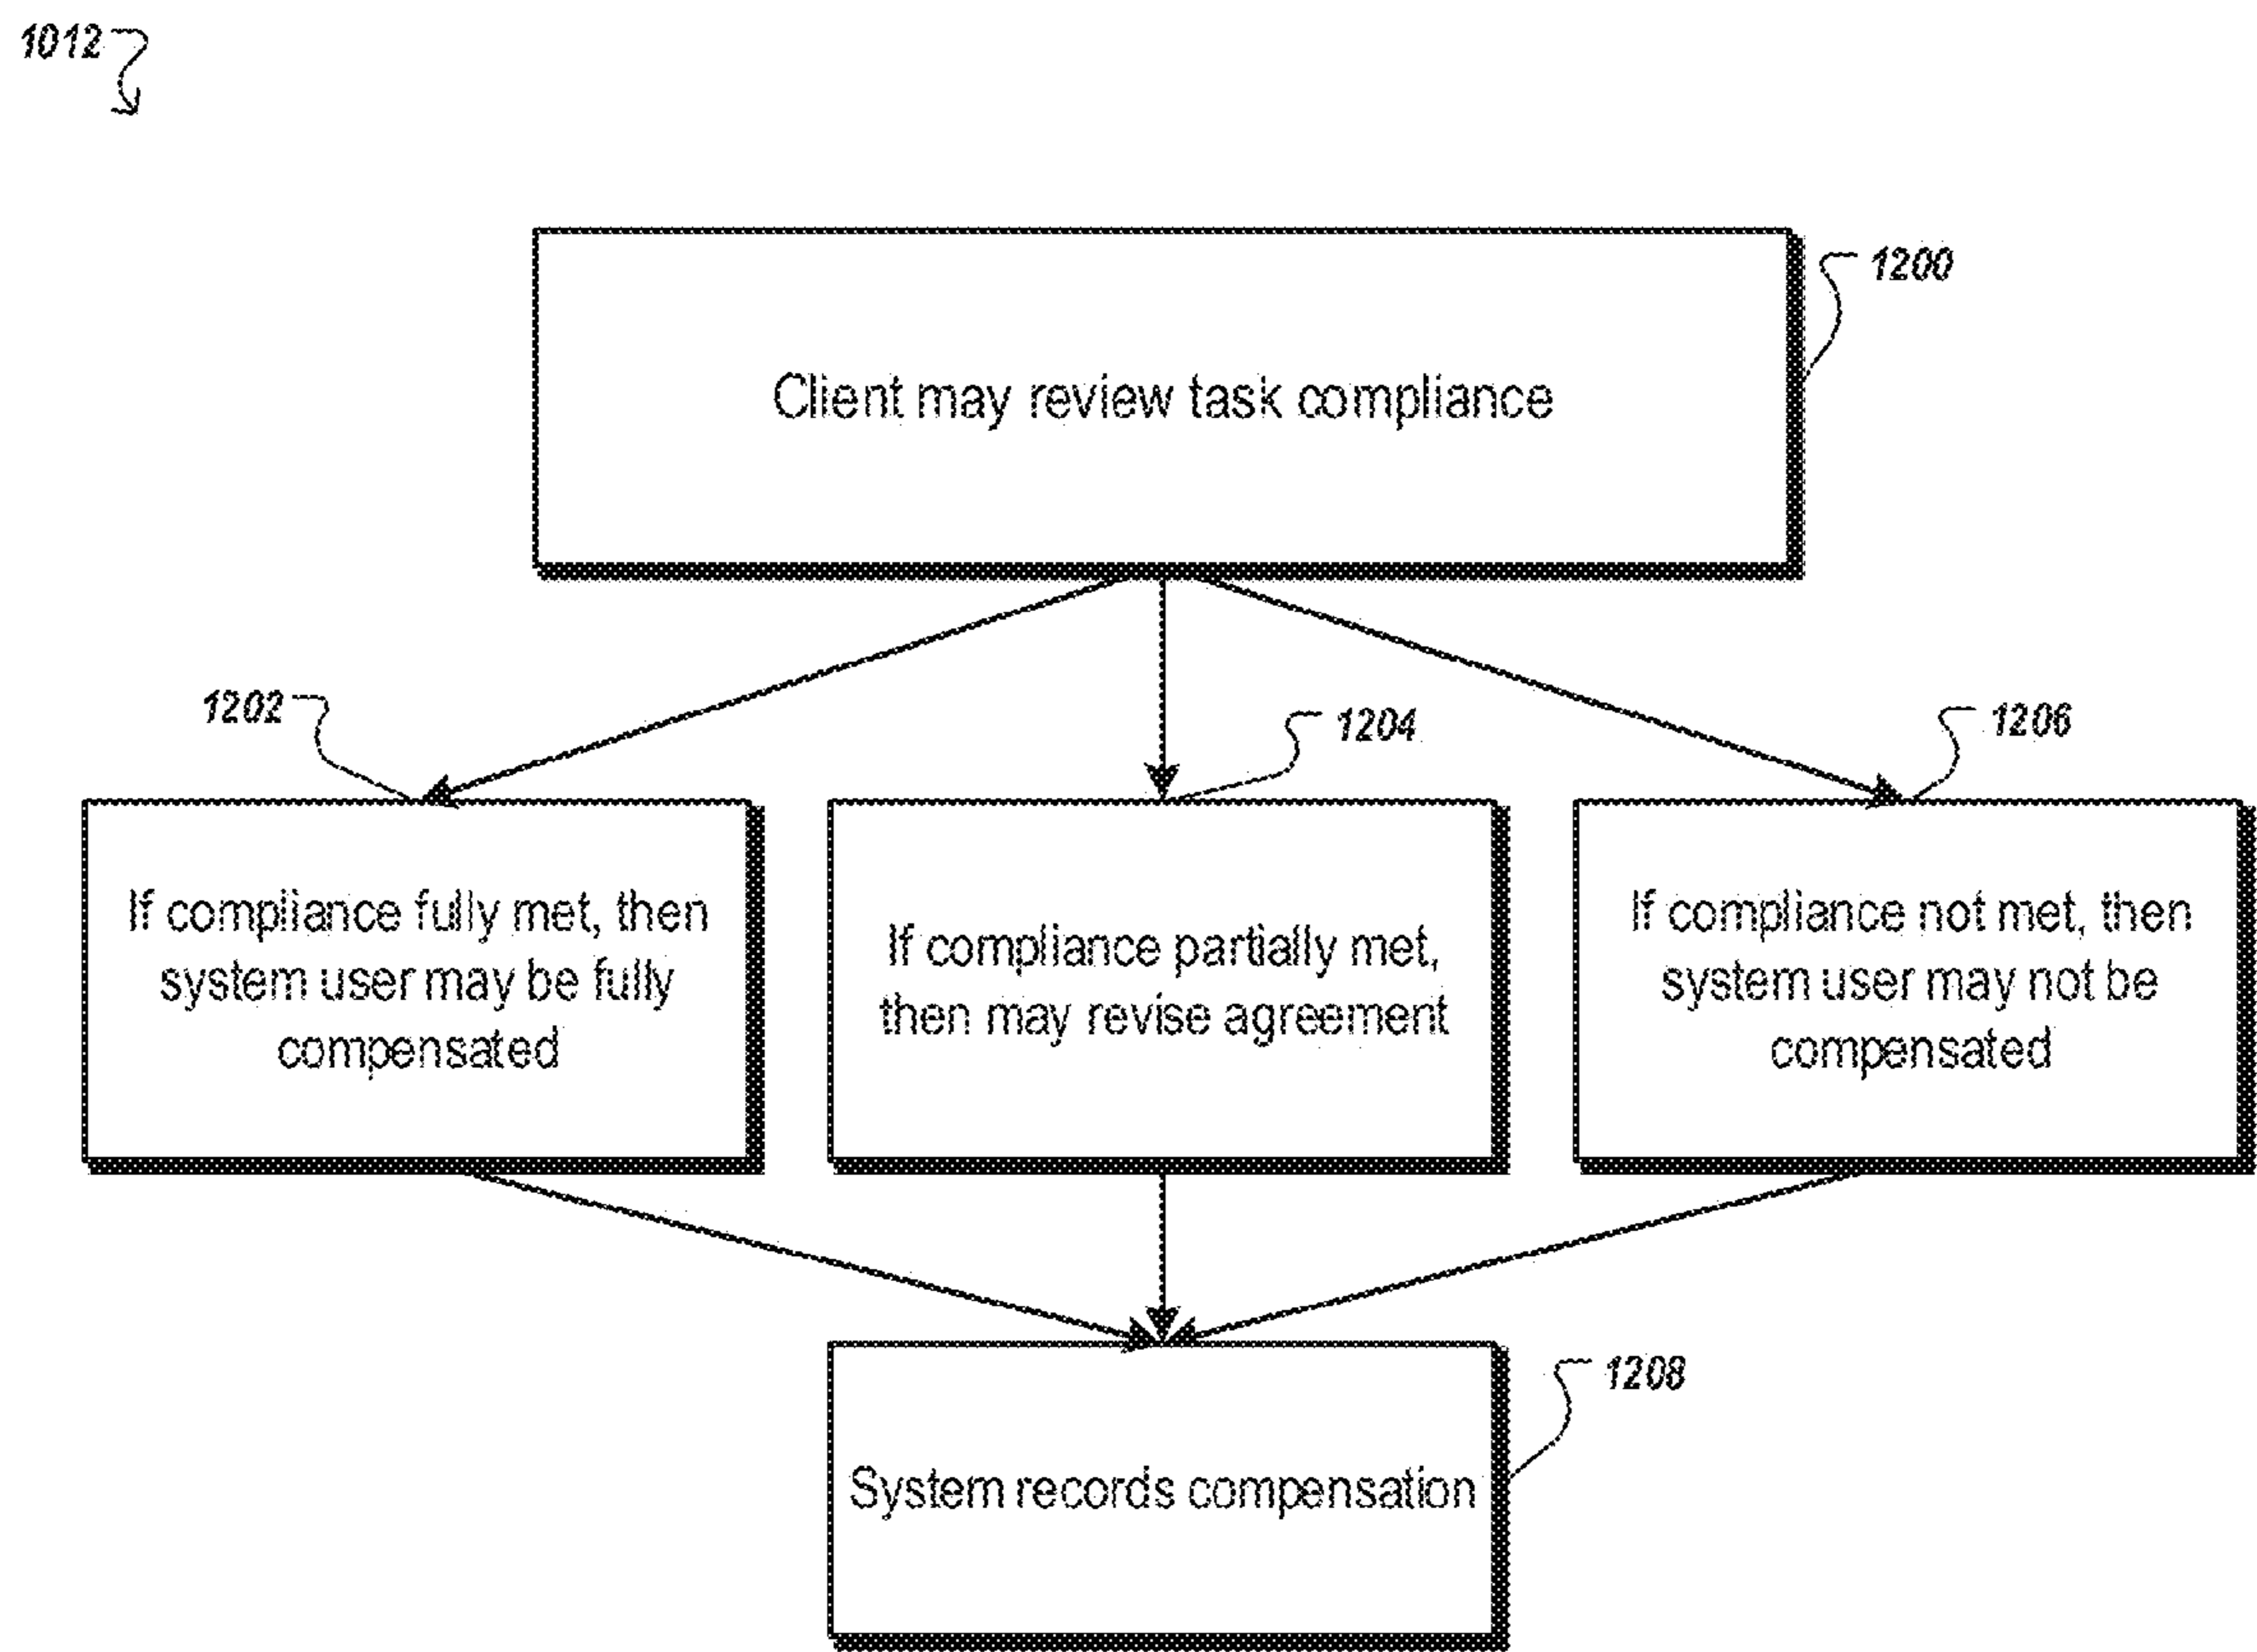 1012
1200
Client may review task compliance
1202
1204
1206
If compliance fully met, then
system user may be fully
compensated
If compliance partially met,
then may revise agreement
If compliance not met, then
system user may not be
compensated
1208
System records compensation